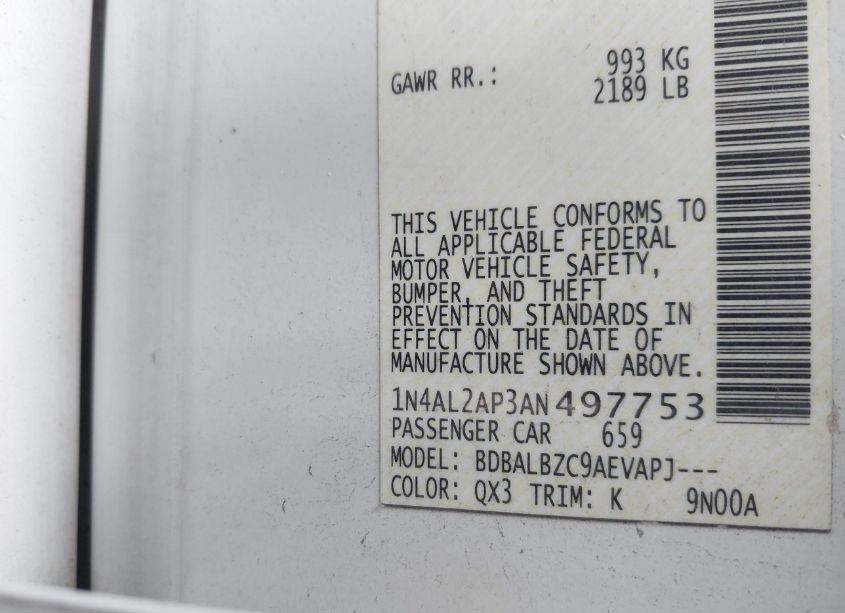 GAWR RR.: 993 KG
2189 LB
THIS VEHICLE CONFORMS TO
ALL APPLICABLE FEDERAL
MOTOR VEHICLE SAFETY,
BUMPER, AND THEFT
PREVENTION STANDARDS IN
EFFECT ON THE DATE OF
MANUFACTURE SHOWN ABOVE.
1N4AL2AP3AN497753
PASSENGER CAR 659
MODEL: BDBALBZC9AEVAPJ---
COLOR: QX3 TRIM: K 9N00A